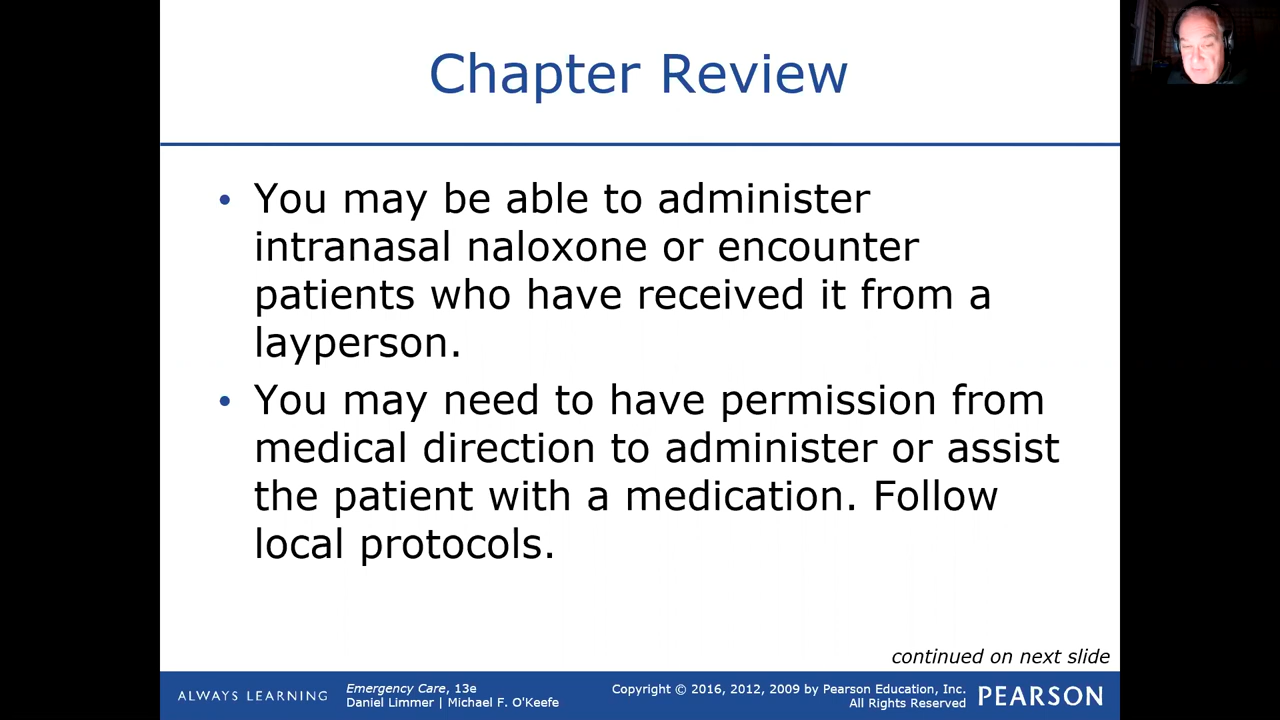 Chapter Review
• You may be able to administer
intranasal naloxone or encounter
patients who have received it from a
layperson.
• You may need to have permission from
medical direction to administer or assist
the patient with a medication. Follow
local protocols.
continued on next slide
ALWAYS LEARNING
Emergency Care, 13e
Daniel Limmer | Michael F. O'Keefe
Copyright © 2016, 2012, 2009 by Pearson Education, Inc.
All Rights Reserved
PEARSON